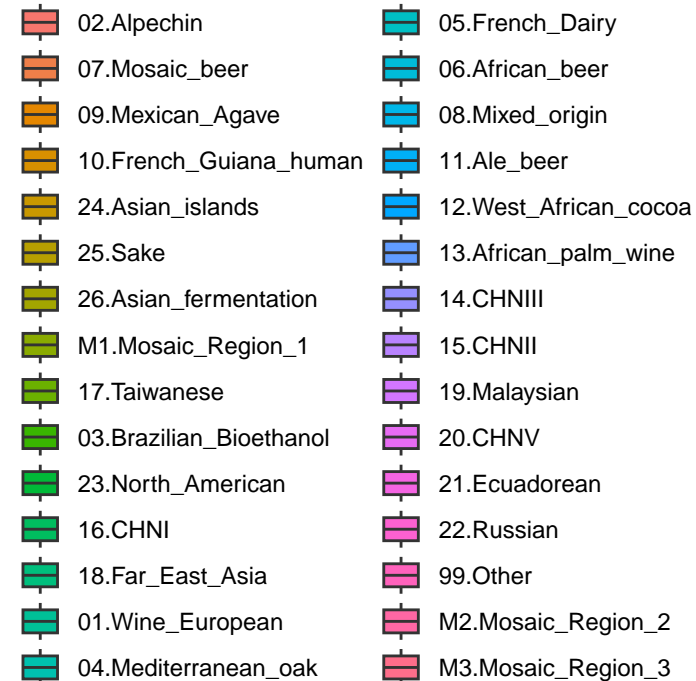 02.Alpechin
07.Mosaic_beer
09.Mexican_Agave
10.French_Guiana_human
24.Asian_islands
25.Sake
26.Asian_fermentation
M1.Mosaic_Region_1
17.Taiwanese
03.Brazilian_Bioethanol
23.North_American
16.CHNI
18.Far_East_Asia
01.Wine_European
04.Mediterranean_oak
05.French_Dairy
06.African_beer
08.Mixed_origin
11.Ale_beer
12.West_African_cocoa
13.African_palm_wine
14.CHNIII
15.CHNII
19.Malaysian
20.CHNV
21.Ecuadorean
22.Russian
99.Other
M2.Mosaic_Region_2
M3.Mosaic_Region_3